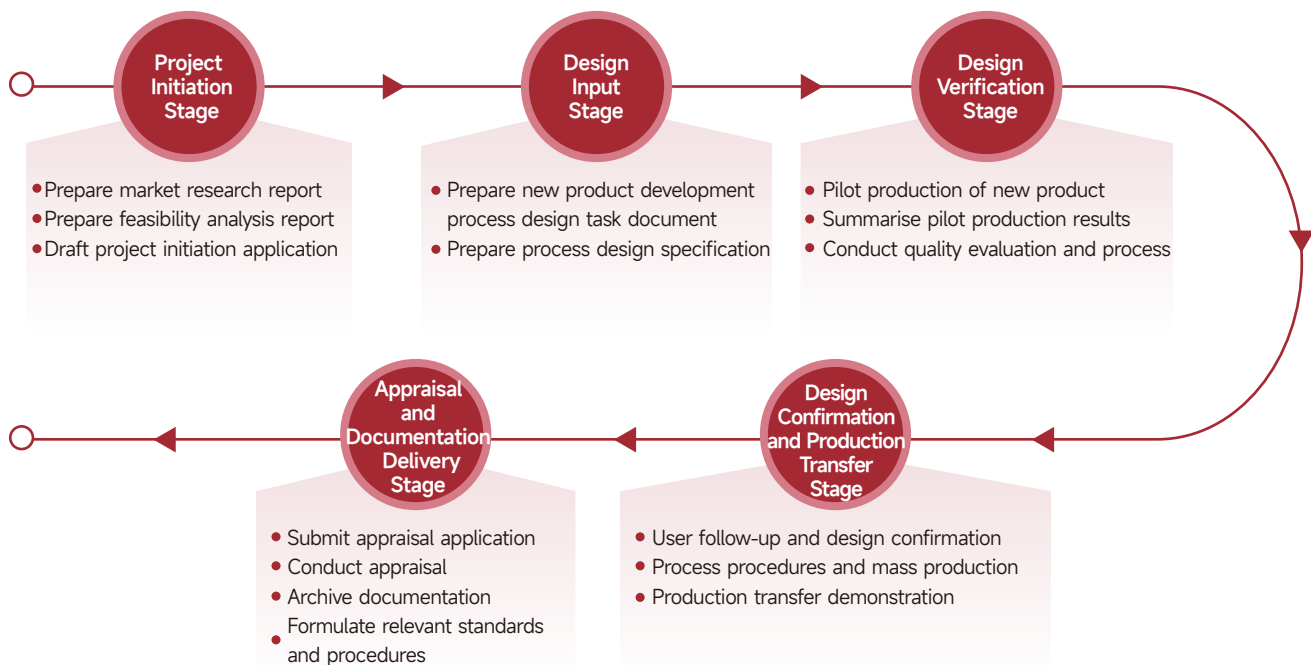 Project
Initiation
Stage
Prepare market research report
Prepare feasibility analysis report
Draft project initiation application
Design
Input
Stage
Prepare new product development
process design task document
Prepare process design specification
Design
Verification
Stage
Pilot production of new product
Summarise pilot production results
Conduct quality evaluation and process
Design
Confirmation
and Production
Transfer
Stage
User follow-up and design confirmation
Process procedures and mass production
Production transfer demonstration
Appraisal
and
Documentation
Delivery
Stage
Submit appraisal application
Conduct appraisal
Archive documentation
Formulate relevant standards
and procedures